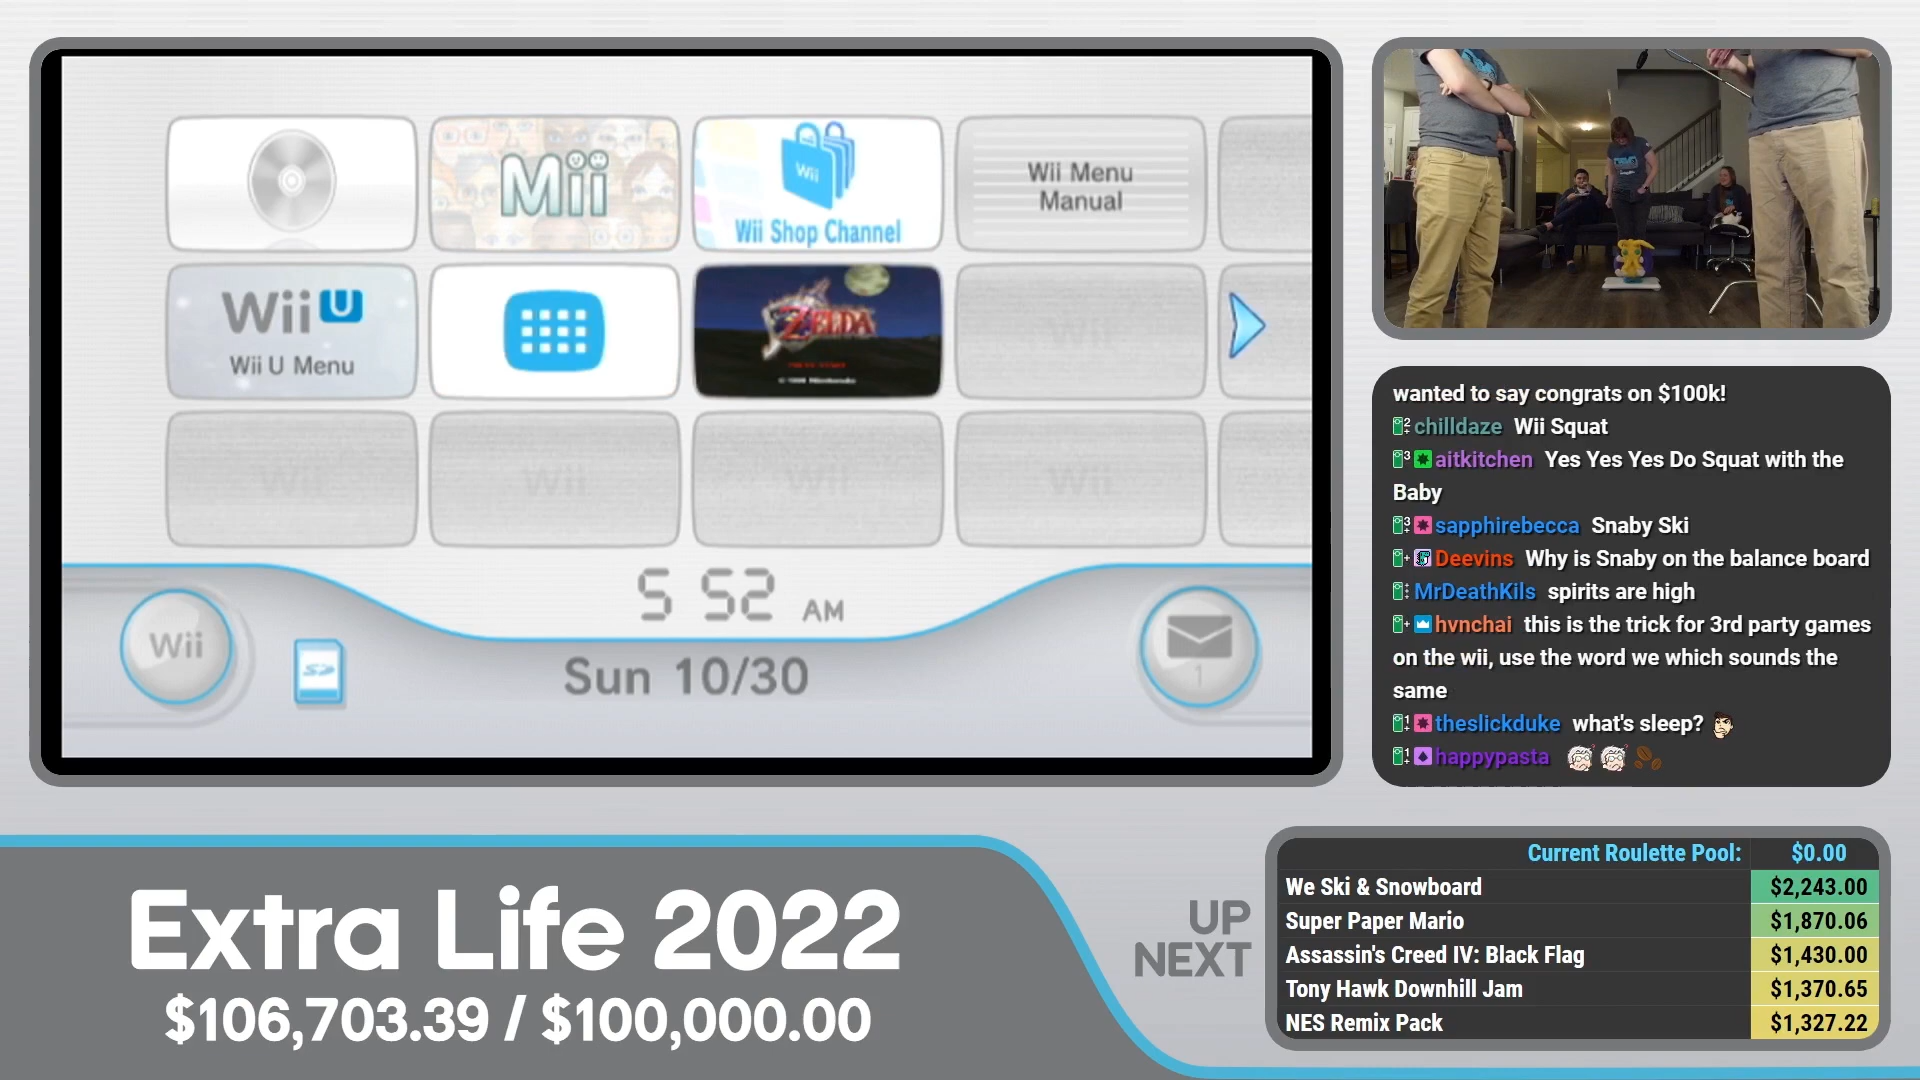 Mii
Wii
Wii Shop Channel
Wii Menu
Manual
Wii U
Wii U Menu
ZELDA
Wii
Wii
Wii
Wii
Wii
5 52 AM
Wii
Sun 10/30
1
wanted to say congrats on $100k!
chilldaze Wii Squat
aitkitchen Yes Yes Yes Do Squat with the
Baby
sapphirebecca Snaby Ski
Deevins Why is Snaby on the balance board
MrDeathKils spirits are high
hvnchai this is the trick for 3rd party games
on the wii, use the word we which sounds the
same
theslickduke what's sleep?
happypasta
Extra Life 2022
$106,703.39 / $100,000.00
UP
NEXT
Current Roulette Pool: $0.00
We Ski & Snowboard $2,243.00
Super Paper Mario $1,870.06
Assassin's Creed IV: Black Flag $1,430.00
Tony Hawk Downhill Jam $1,370.65
NES Remix Pack $1,327.22